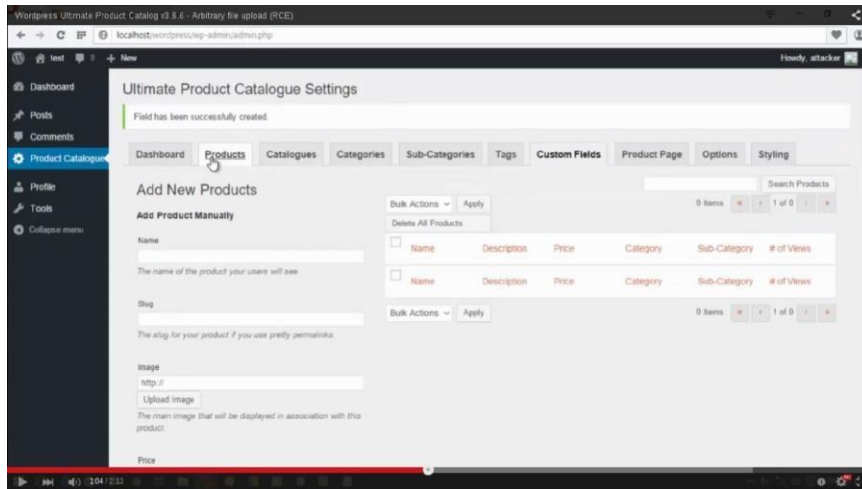 Wordpress Ultimate Product Catalog v3.8.6 - Arbitrary file upload (RCE)
localhost/wordpress/wp-admin/admin.php
test
New
Howdy, attacker
Dashboard
Posts
Comments
Product Catalogue
Profile
Tools
Collapse menu
Ultimate Product Catalogue Settings
Field has been successfully created.
Dashboard Products Catalogues Categories Sub-Categories Tags Custom Fields Product Page Options Styling
Add New Products
Add Product Manually
Name
The name of the product your users will see.
Slug
The slug for your product if you use pretty permalinks.
Image
http://
Upload Image
The main image that will be displayed in association with this
product.
Price
Search Products
Bulk Actions Apply 0 items « ‹ 1 of 0 › »
Delete All Products
Name Description Price Category Sub-Category # of Views
Name Description Price Category Sub-Category # of Views
Bulk Actions Apply 0 items « ‹ 1 of 0 › »
1:04 / 2:13